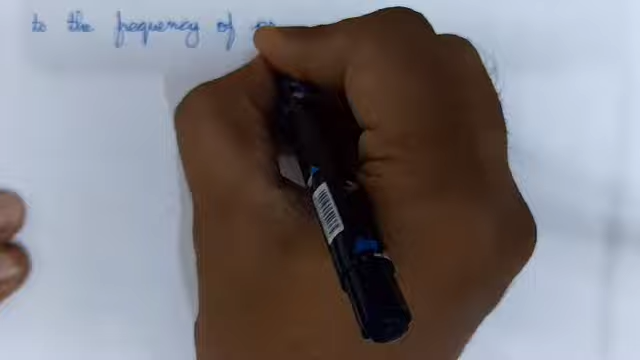 to the frequency of